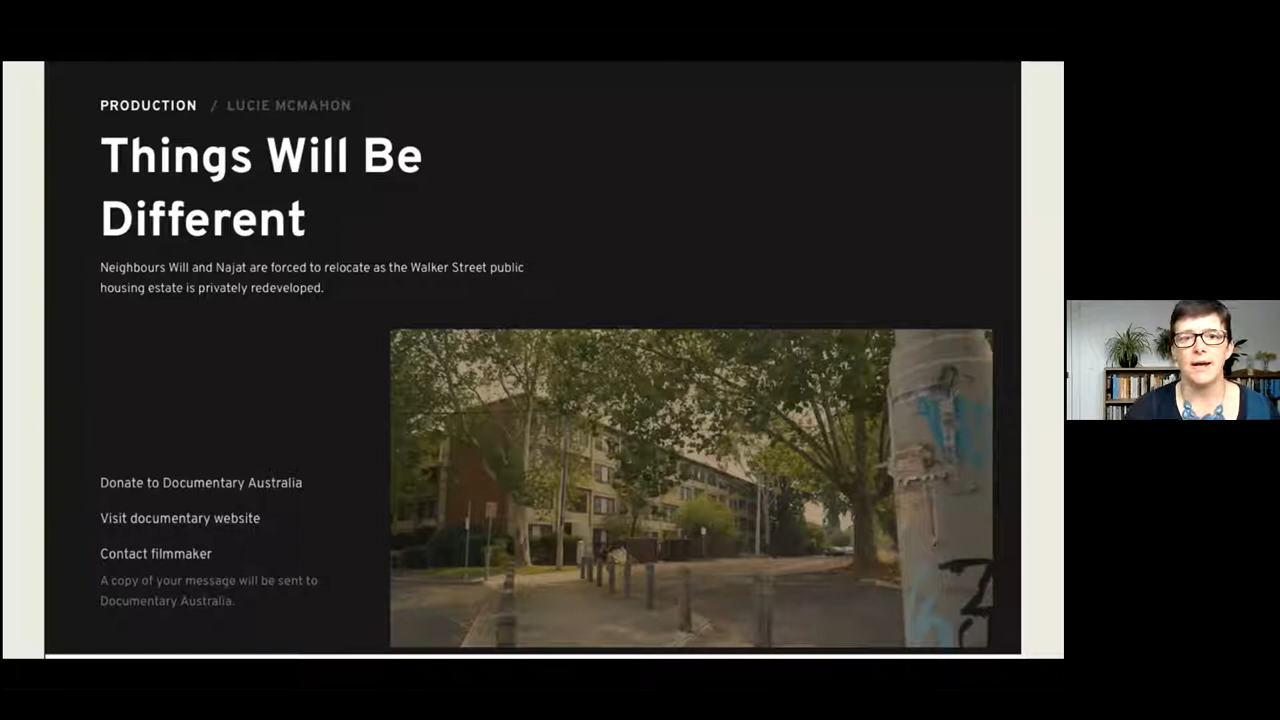 PRODUCTION / LUCIE MCMAHON
Things Will Be
Different
Neighbours Will and Najat are forced to relocate as the Walker Street public
housing estate is privately redeveloped.
Donate to Documentary Australia
Visit documentary website
Contact filmmaker
A copy of your message will be sent to
Documentary Australia.